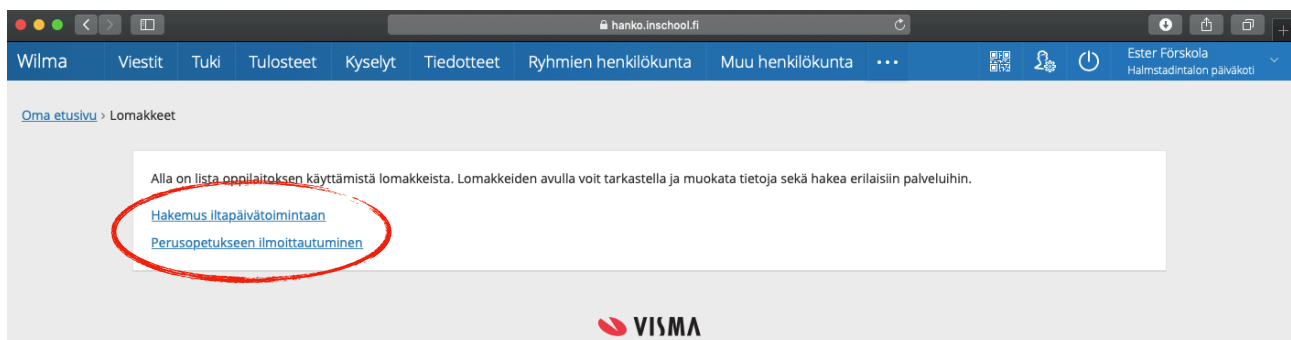 hanko.inschool.fi
Wilma Viestit Tuki Tulosteet Kyselyt Tiedotteet Ryhmien henkilökunta Muu henkilökunta ... Ester Förskola
Halmstadintalon päiväkoti
Oma etusivu › Lomakkeet
Alla on lista oppilaitoksen käyttämistä lomakkeista. Lomakkeiden avulla voit tarkastella ja muokata tietoja sekä hakea erilaisiin palveluihin.
Hakemus iltapäivätoimintaan
Perusopetukseen ilmoittautuminen
VISMA